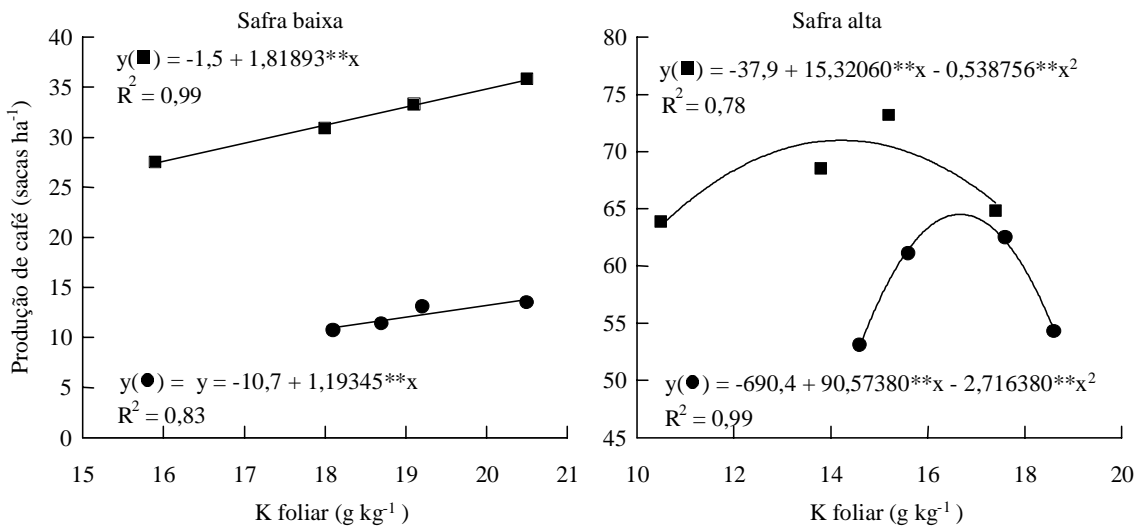 Safra baixa
y(■) = -1,5 + 1,81893**x
R² = 0,99
y(●) = y = -10,7 + 1,19345**x
R² = 0,83
Produção de café (sacas ha⁻¹)
40
35
30
25
20
15
10
5
0
15
17
18
19
20
21
K foliar (g kg⁻¹)
Safra alta
y(■) = -37,9 + 15,32060**x - 0,538756**x²
R² = 0,78
y(●) = -690,4 + 90,57380**x - 2,716380**x²
R² = 0,99
85
80
75
70
65
60
55
50
45
10
12
14
16
18
20
K foliar (g kg⁻¹)